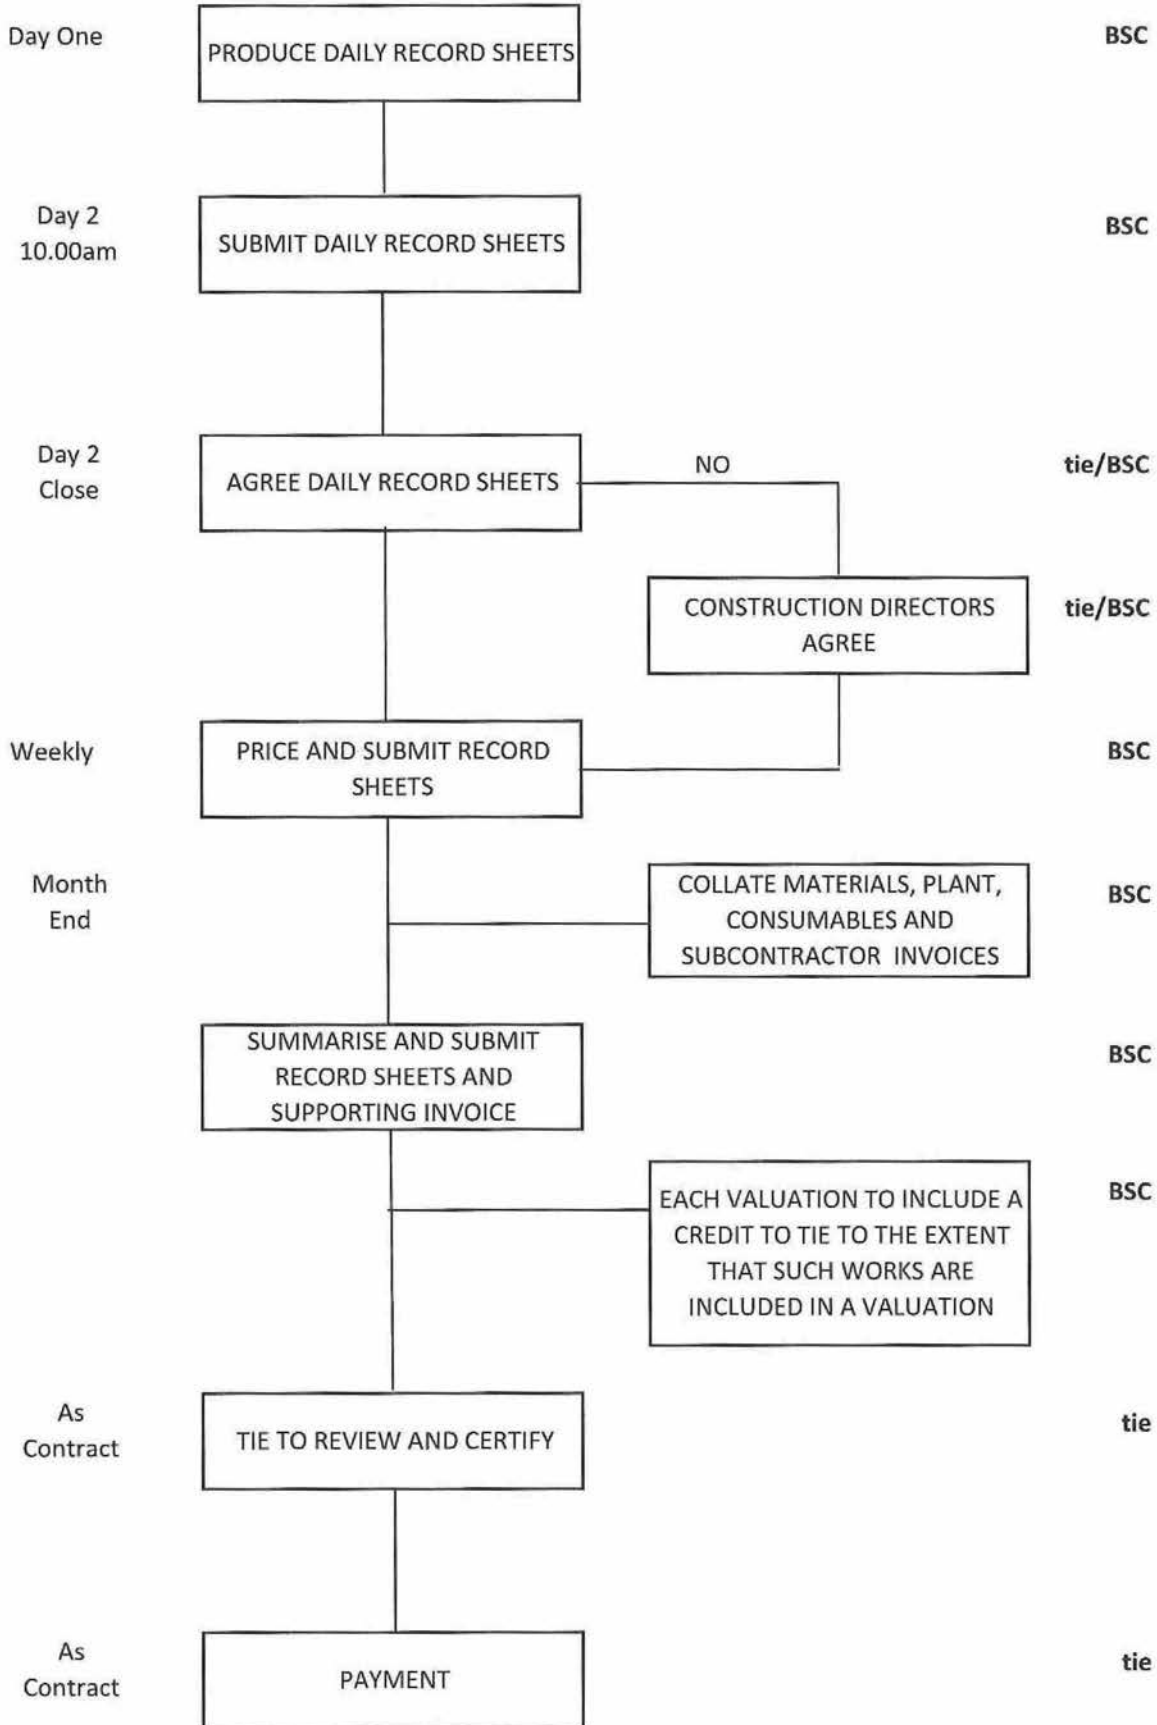 Day One
PRODUCE DAILY RECORD SHEETS
BSC
Day 2
10.00am
SUBMIT DAILY RECORD SHEETS
BSC
Day 2
Close
AGREE DAILY RECORD SHEETS
NO
tie/BSC
CONSTRUCTION DIRECTORS
AGREE
tie/BSC
Weekly
PRICE AND SUBMIT RECORD
SHEETS
BSC
Month
End
COLLATE MATERIALS, PLANT,
CONSUMABLES AND
SUBCONTRACTOR INVOICES
BSC
SUMMARISE AND SUBMIT
RECORD SHEETS AND
SUPPORTING INVOICE
BSC
EACH VALUATION TO INCLUDE A
CREDIT TO TIE TO THE EXTENT
THAT SUCH WORKS ARE
INCLUDED IN A VALUATION
BSC
As
Contract
TIE TO REVIEW AND CERTIFY
tie
As
Contract
PAYMENT
tie